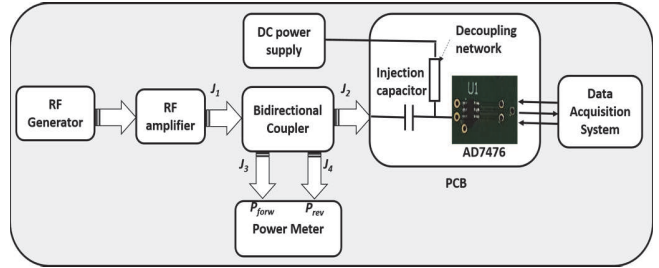 DC power
supply
Decoupling
network
Injection
capacitor
U1
RF
Generator
RF
amplifier
J1
Bidirectional
Coupler
J2
Data
Acquisition
System
AD7476
J3
J4
PCB
Pforw
Prev
Power Meter